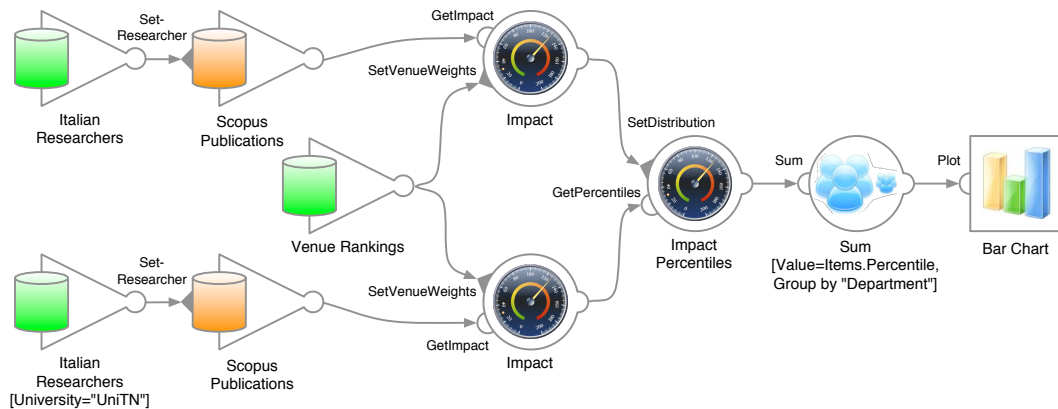 Set-
Researcher
Italian
Researchers
Scopus
Publications
GetImpact
SetVenueWeights
Impact
Venue Rankings
SetDistribution
GetPercentiles
Impact
Percentiles
Sum
Sum
[Value=Items.Percentile,
Group by "Department"]
Plot
Bar Chart
Set-
Researcher
Italian
Researchers
[University="UniTN"]
Scopus
Publications
SetVenueWeights
GetImpact
Impact